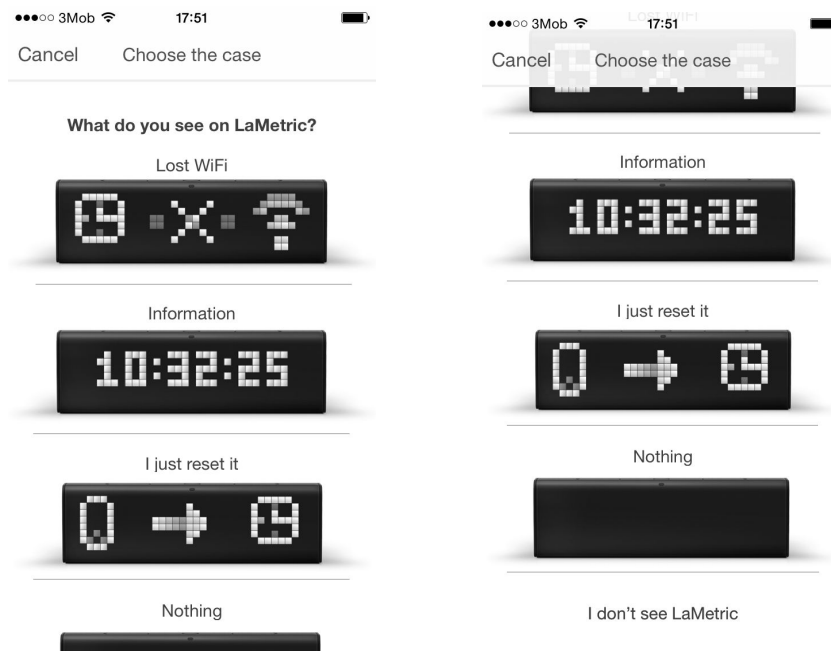 3Mob 17:51
Cancel Choose the case
What do you see on LaMetric?
Lost WiFi
Information
10:32:25
I just reset it
Nothing
3Mob 17:51
Lost WiFi
Cancel Choose the case
Information
10:32:25
I just reset it
Nothing
I don't see LaMetric